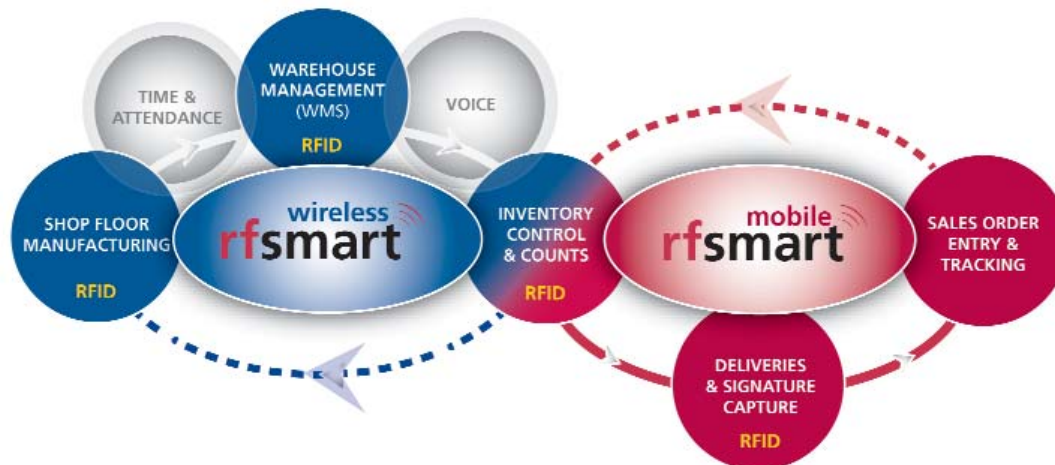 TIME &
ATTENDANCE
WAREHOUSE
MANAGEMENT
(WMS)
RFID
VOICE
SHOP FLOOR
MANUFACTURING
RFID
wireless
rfsmart
INVENTORY
CONTROL
& COUNTS
RFID
mobile
rfsmart
SALES ORDER
ENTRY &
TRACKING
DELIVERIES
& SIGNATURE
CAPTURE
RFID